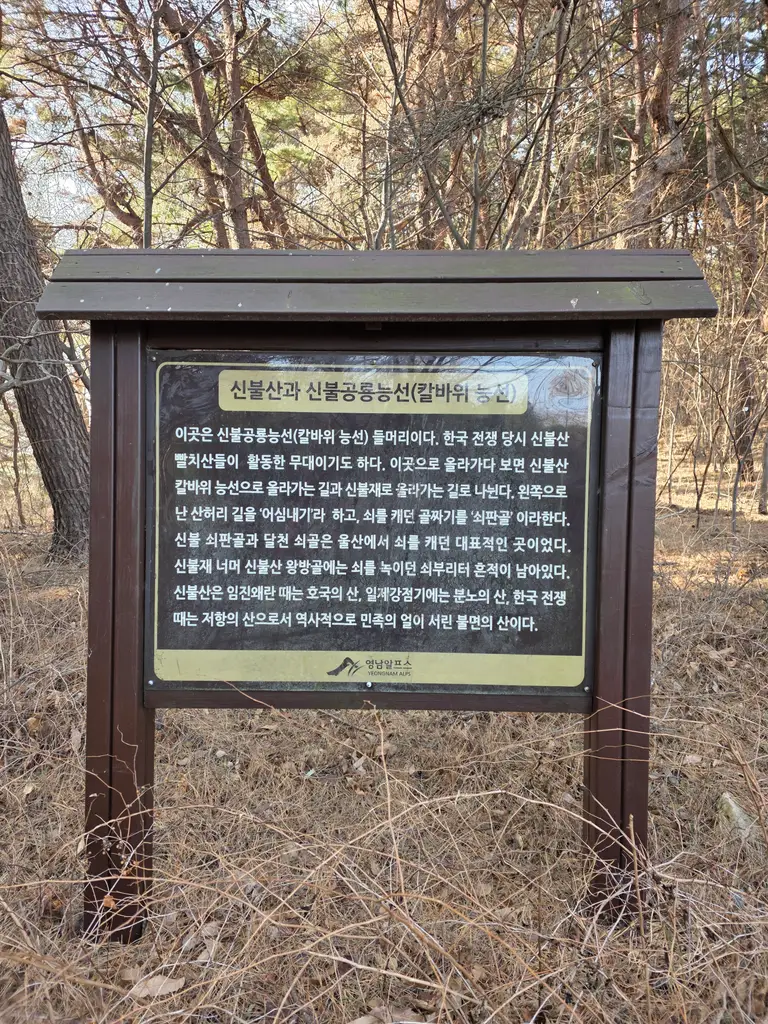 신불산과 신불공룡능선(칼바위 능선)
이곳은 신불공룡능선(칼바위 능선) 들머리이다. 한국 전쟁 당시 신불산
빨치산들이 활동한 무대이기도 하다. 이곳으로 올라가다 보면 신불산
칼바위 능선으로 올라가는 길과 신불재로 올라가는 길로 나뉜다. 왼쪽으로
난 산허리 길을 '어심내기'라 하고, 쇠를 캐던 골짜기를 '쇠판골' 이라한다.
신불 쇠판골과 달천 쇠골은 울산에서 쇠를 캐던 대표적인 곳이었다.
신불재 너머 신불산 왕방골에는 쇠를 녹이던 쇠부리터 흔적이 남아있다.
신불산은 임진왜란 때는 호국의 산, 일제강점기에는 분노의 산, 한국 전쟁
때는 저항의 산으로서 역사적으로 민족의 얼이 서린 불면의 산이다.
영남알프스
YEONGNAM ALPS